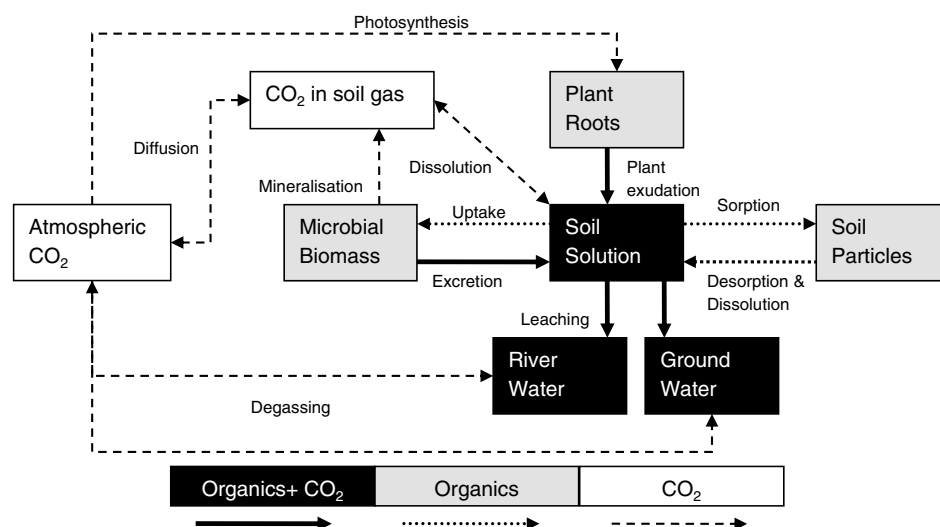 Photosynthesis
CO₂ in soil gas
Plant
Roots
Diffusion
Dissolution
Plant
exudation
Mineralisation
Atmospheric
CO₂
Microbial
Biomass
Uptake
Soil
Solution
Sorption
Soil
Particles
Excretion
Desorption &
Dissolution
Leaching
River
Water
Ground
Water
Degassing
Organics+ CO₂
Organics
CO₂